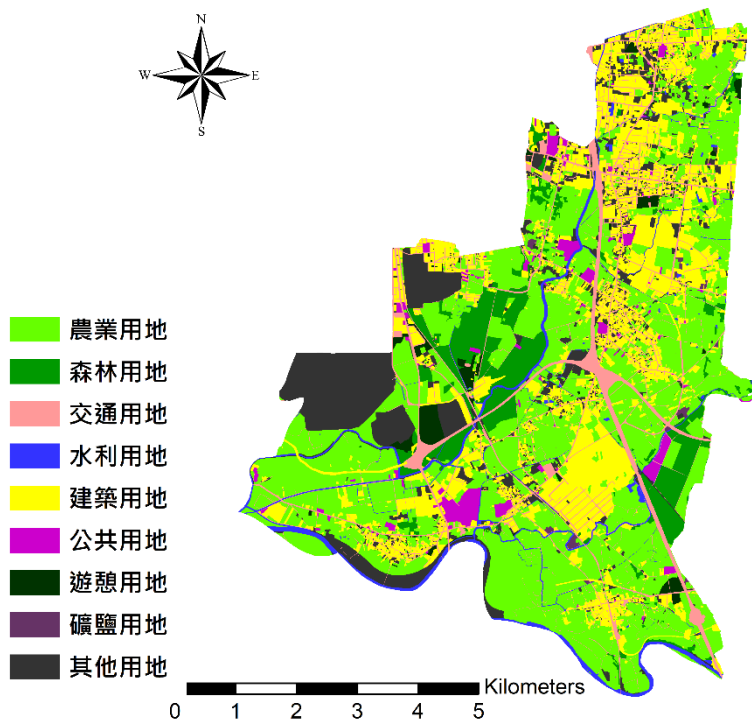 N
W E
S
農業用地
森林用地
交通用地
水利用地
建築用地
公共用地
遊憩用地
礦鹽用地
其他用地
Kilometers
0 1 2 3 4 5